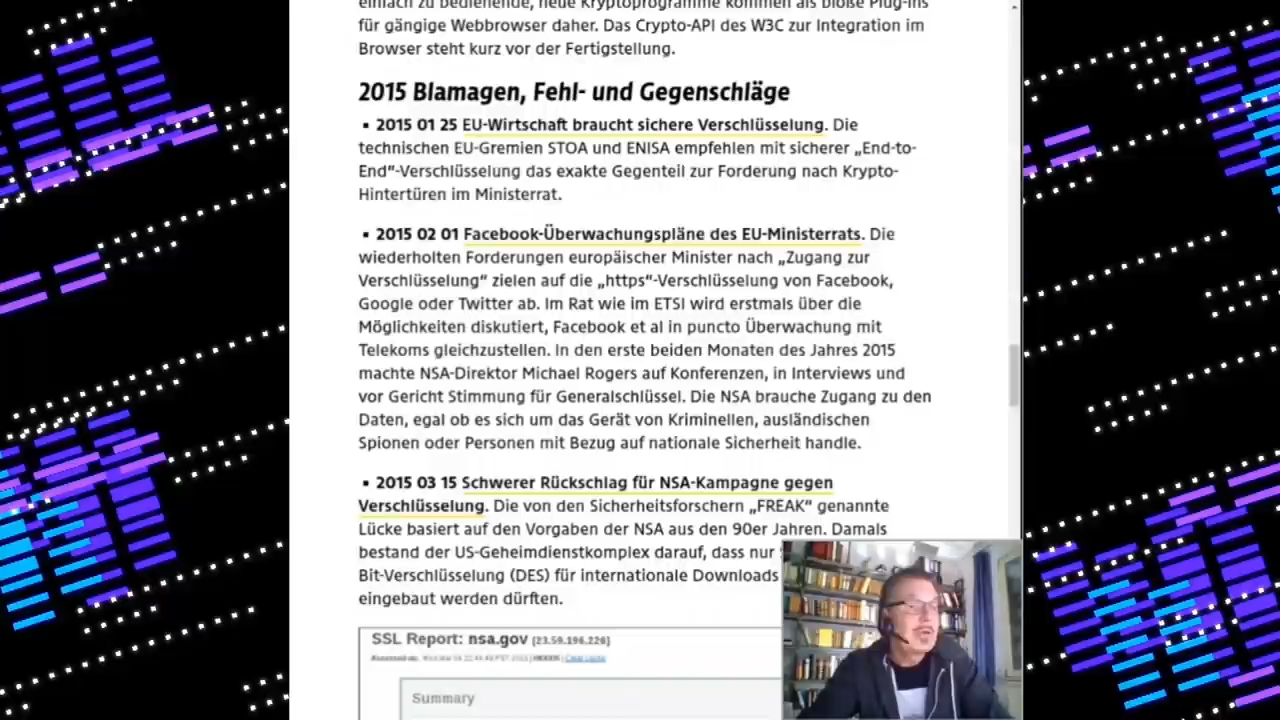 einfach zu bedienende, neue Kryptoprogramme kommen als bloße Plug-ins
für gängige Webbrowser daher. Das Crypto-API des W3C zur Integration im
Browser steht kurz vor der Fertigstellung.
2015 Blamagen, Fehl- und Gegenschläge
▪ 2015 01 25 EU-Wirtschaft braucht sichere Verschlüsselung. Die
technischen EU-Gremien STOA und ENISA empfehlen mit sicherer „End-to-
End“-Verschlüsselung das exakte Gegenteil zur Forderung nach Krypto-
Hintertüren im Ministerrat.
▪ 2015 02 01 Facebook-Überwachungspläne des EU-Ministerrats. Die
wiederholten Forderungen europäischer Minister nach „Zugang zur
Verschlüsselung“ zielen auf die „https“-Verschlüsselung von Facebook,
Google oder Twitter ab. Im Rat wie im ETSI wird erstmals über die
Möglichkeiten diskutiert, Facebook et al in puncto Überwachung mit
Telekoms gleichzustellen. In den erste beiden Monaten des Jahres 2015
machte NSA-Direktor Michael Rogers auf Konferenzen, in Interviews und
vor Gericht Stimmung für Generalschlüssel. Die NSA brauche Zugang zu den
Daten, egal ob es sich um das Gerät von Kriminellen, ausländischen
Spionen oder Personen mit Bezug auf nationale Sicherheit handle.
▪ 2015 03 15 Schwerer Rückschlag für NSA-Kampagne gegen
Verschlüsselung. Die von den Sicherheitsforschern „FREAK“ genannte
Lücke basiert auf den Vorgaben der NSA aus den 90er Jahren. Damals
bestand der US-Geheimdienstkomplex darauf, dass nur
Bit-Verschlüsselung (DES) für internationale Downloads
eingebaut werden dürften.
SSL Report: nsa.gov [23.59.196.226]
Summary